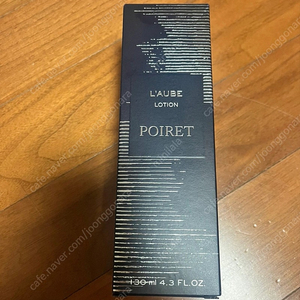 L'AUBE
LOTION
POIRET
130 ml 4.3 FL.OZ.
cafe.naver.com/joonggonara